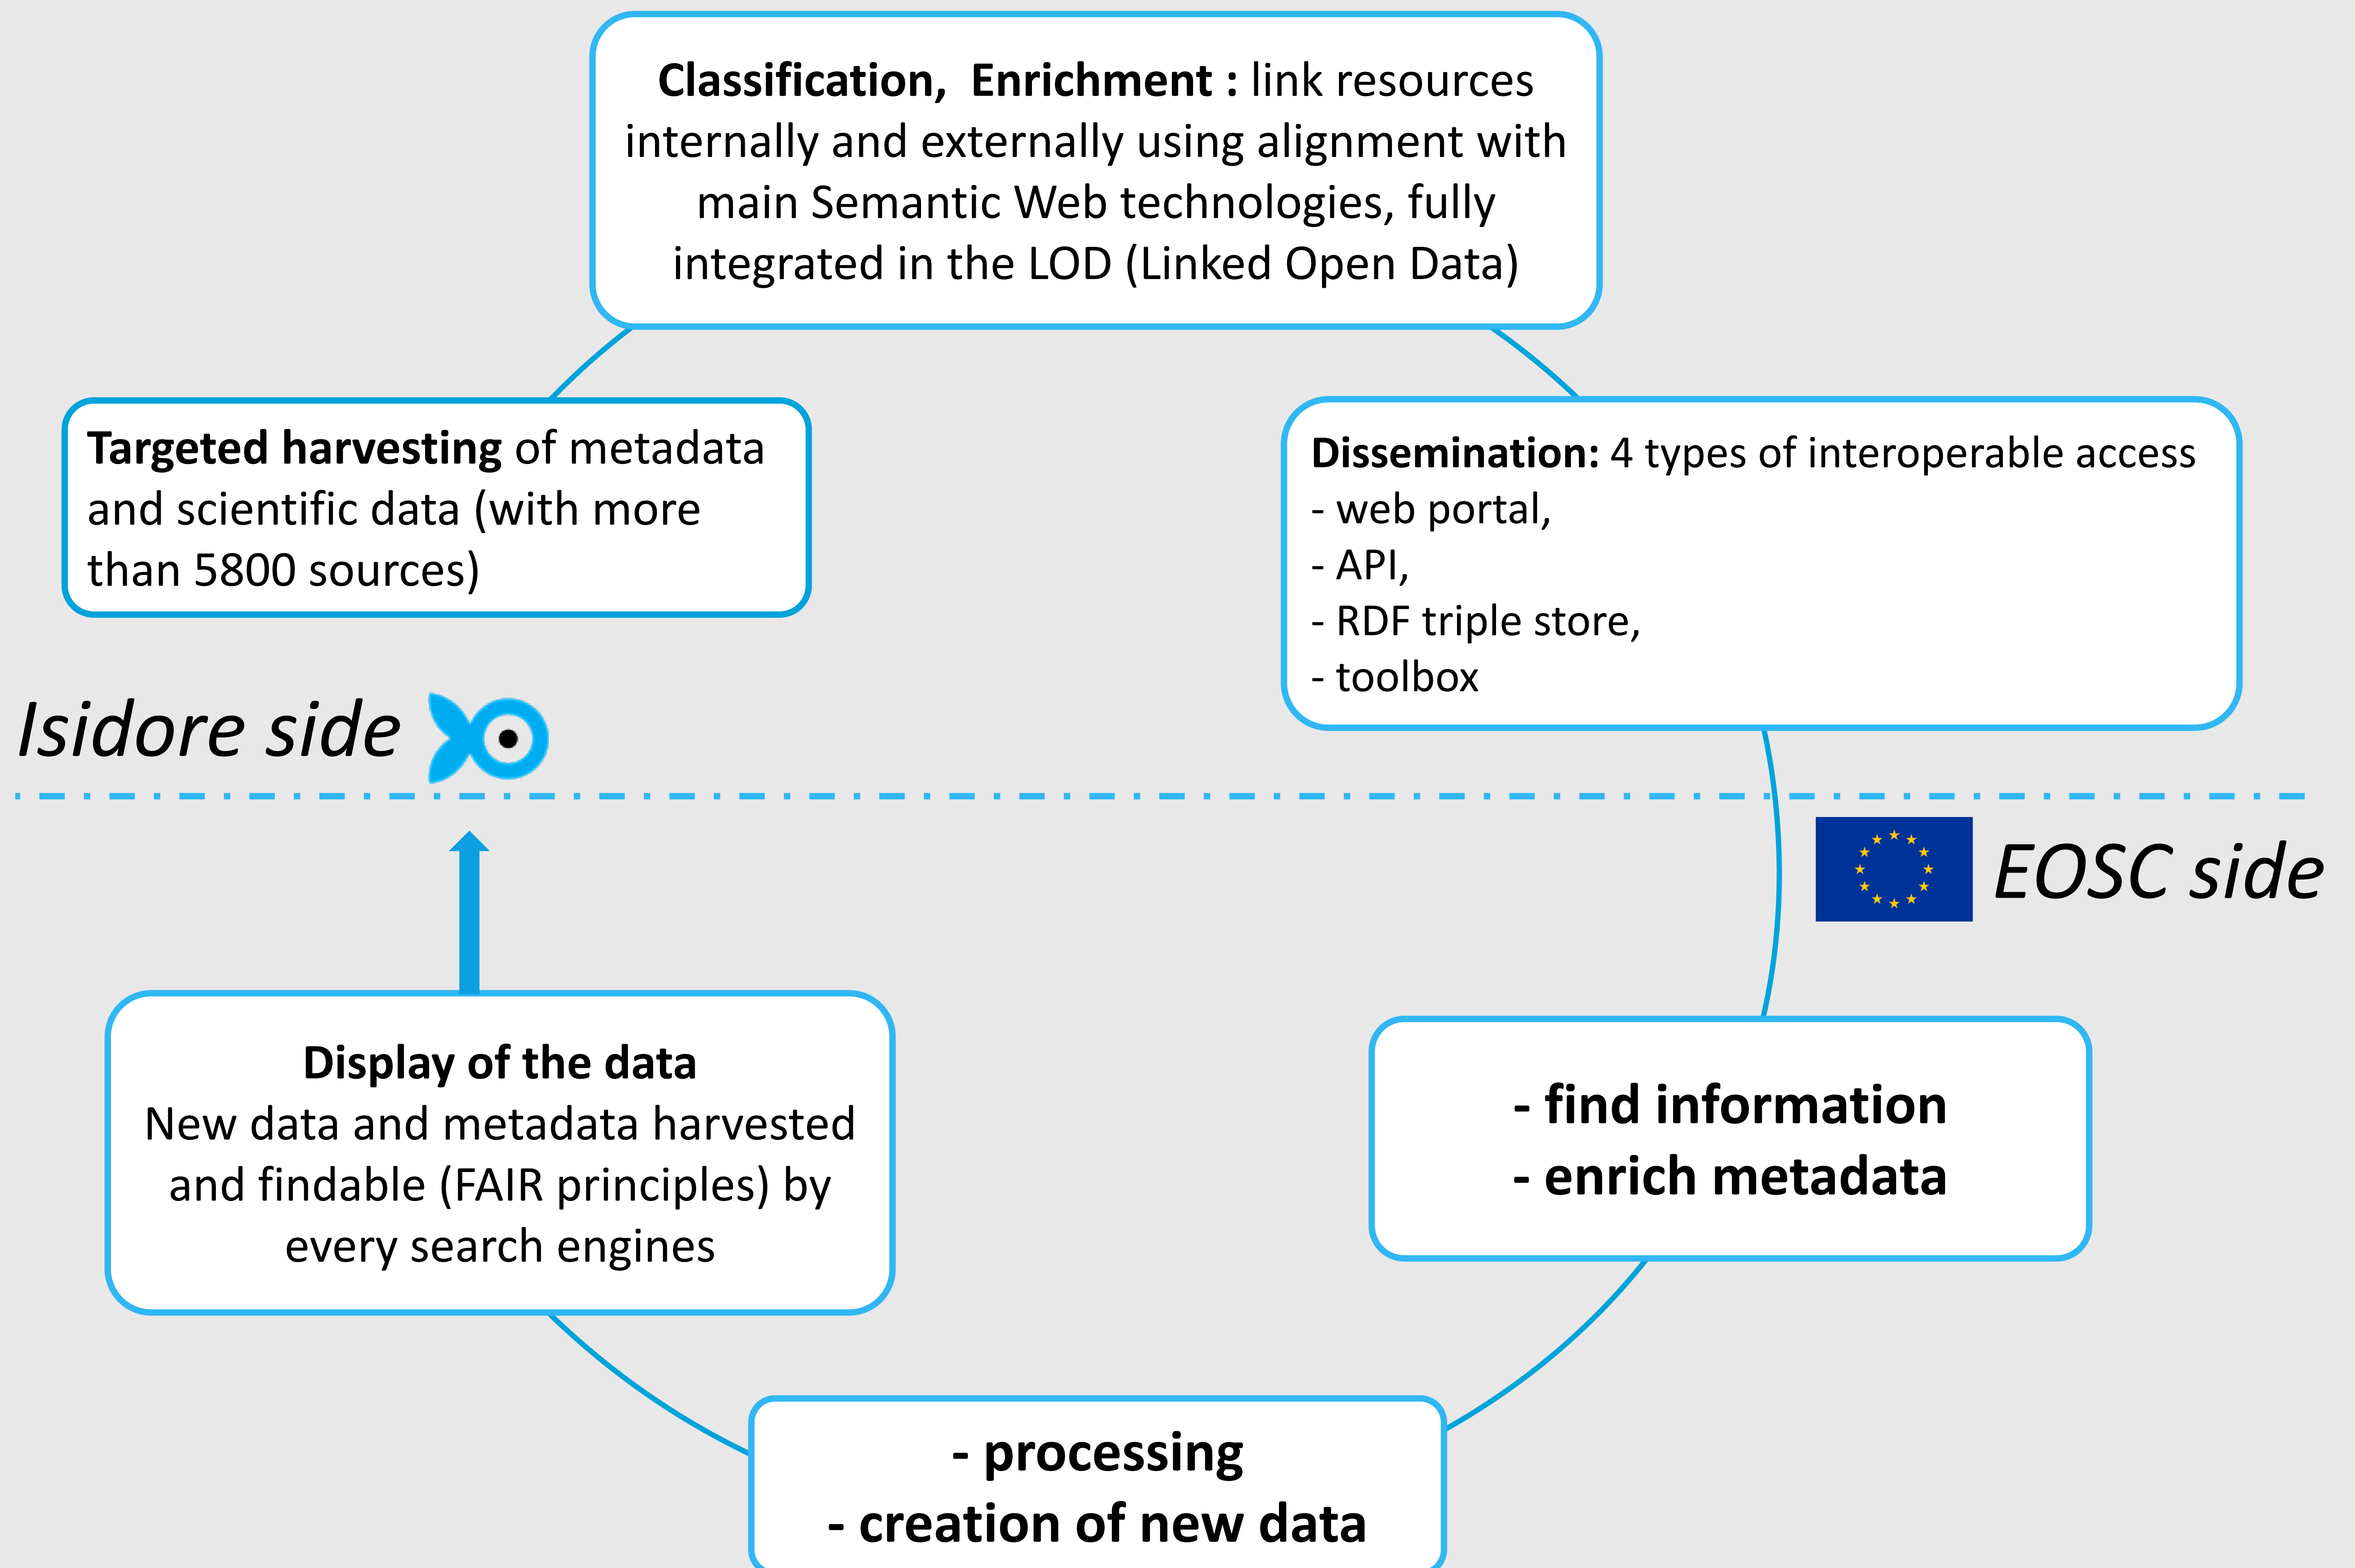 Classification,  Enrichment : link resources
internally and externally using alignment with
main Semantic Web technologies, fully
integrated in the LOD (Linked Open Data)
Targeted harvesting of metadata
and scientific data (with more
than 5800 sources)
Dissemination: 4 types of interoperable access
- web portal,
- API,
- RDF triple store,
- toolbox
Isidore side
EOSC side
Display of the data
New data and metadata harvested
and findable (FAIR principles) by
every search engines
- find information
- enrich metadata
- processing
- creation of new data